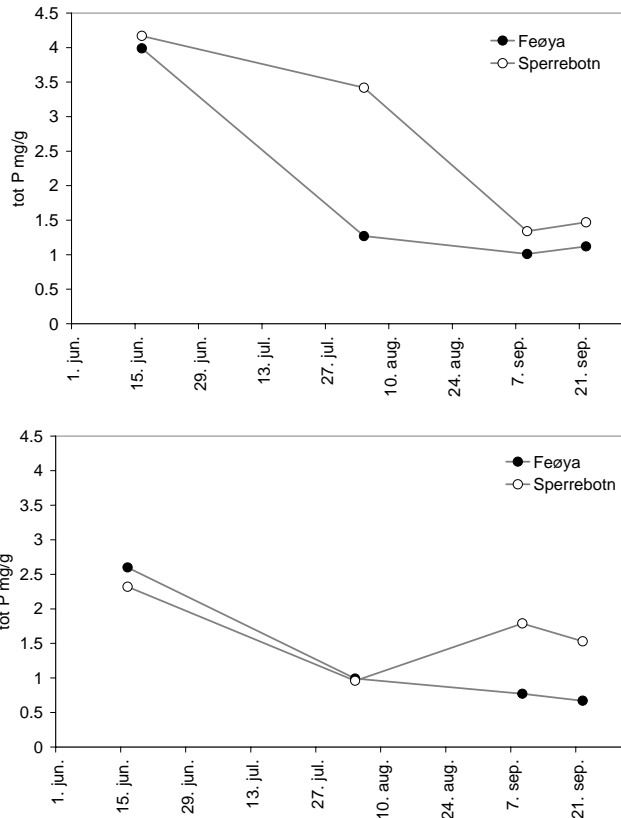 4.5
4
3.5
3
2.5
2
1.5
1
0.5
0
tot P mg/g
Feøya
Sperrebotn
1. jun.
15. jun.
29. jun.
13. jul.
27. jul.
10. aug.
24. aug.
7. sep.
21. sep.
4.5
4
3.5
3
2.5
2
1.5
1
0.5
0
tot P mg/g
Feøya
Sperrebotn
1. jun.
15. jun.
29. jun.
13. jul.
27. jul.
10. aug.
24. aug.
7. sep.
21. sep.